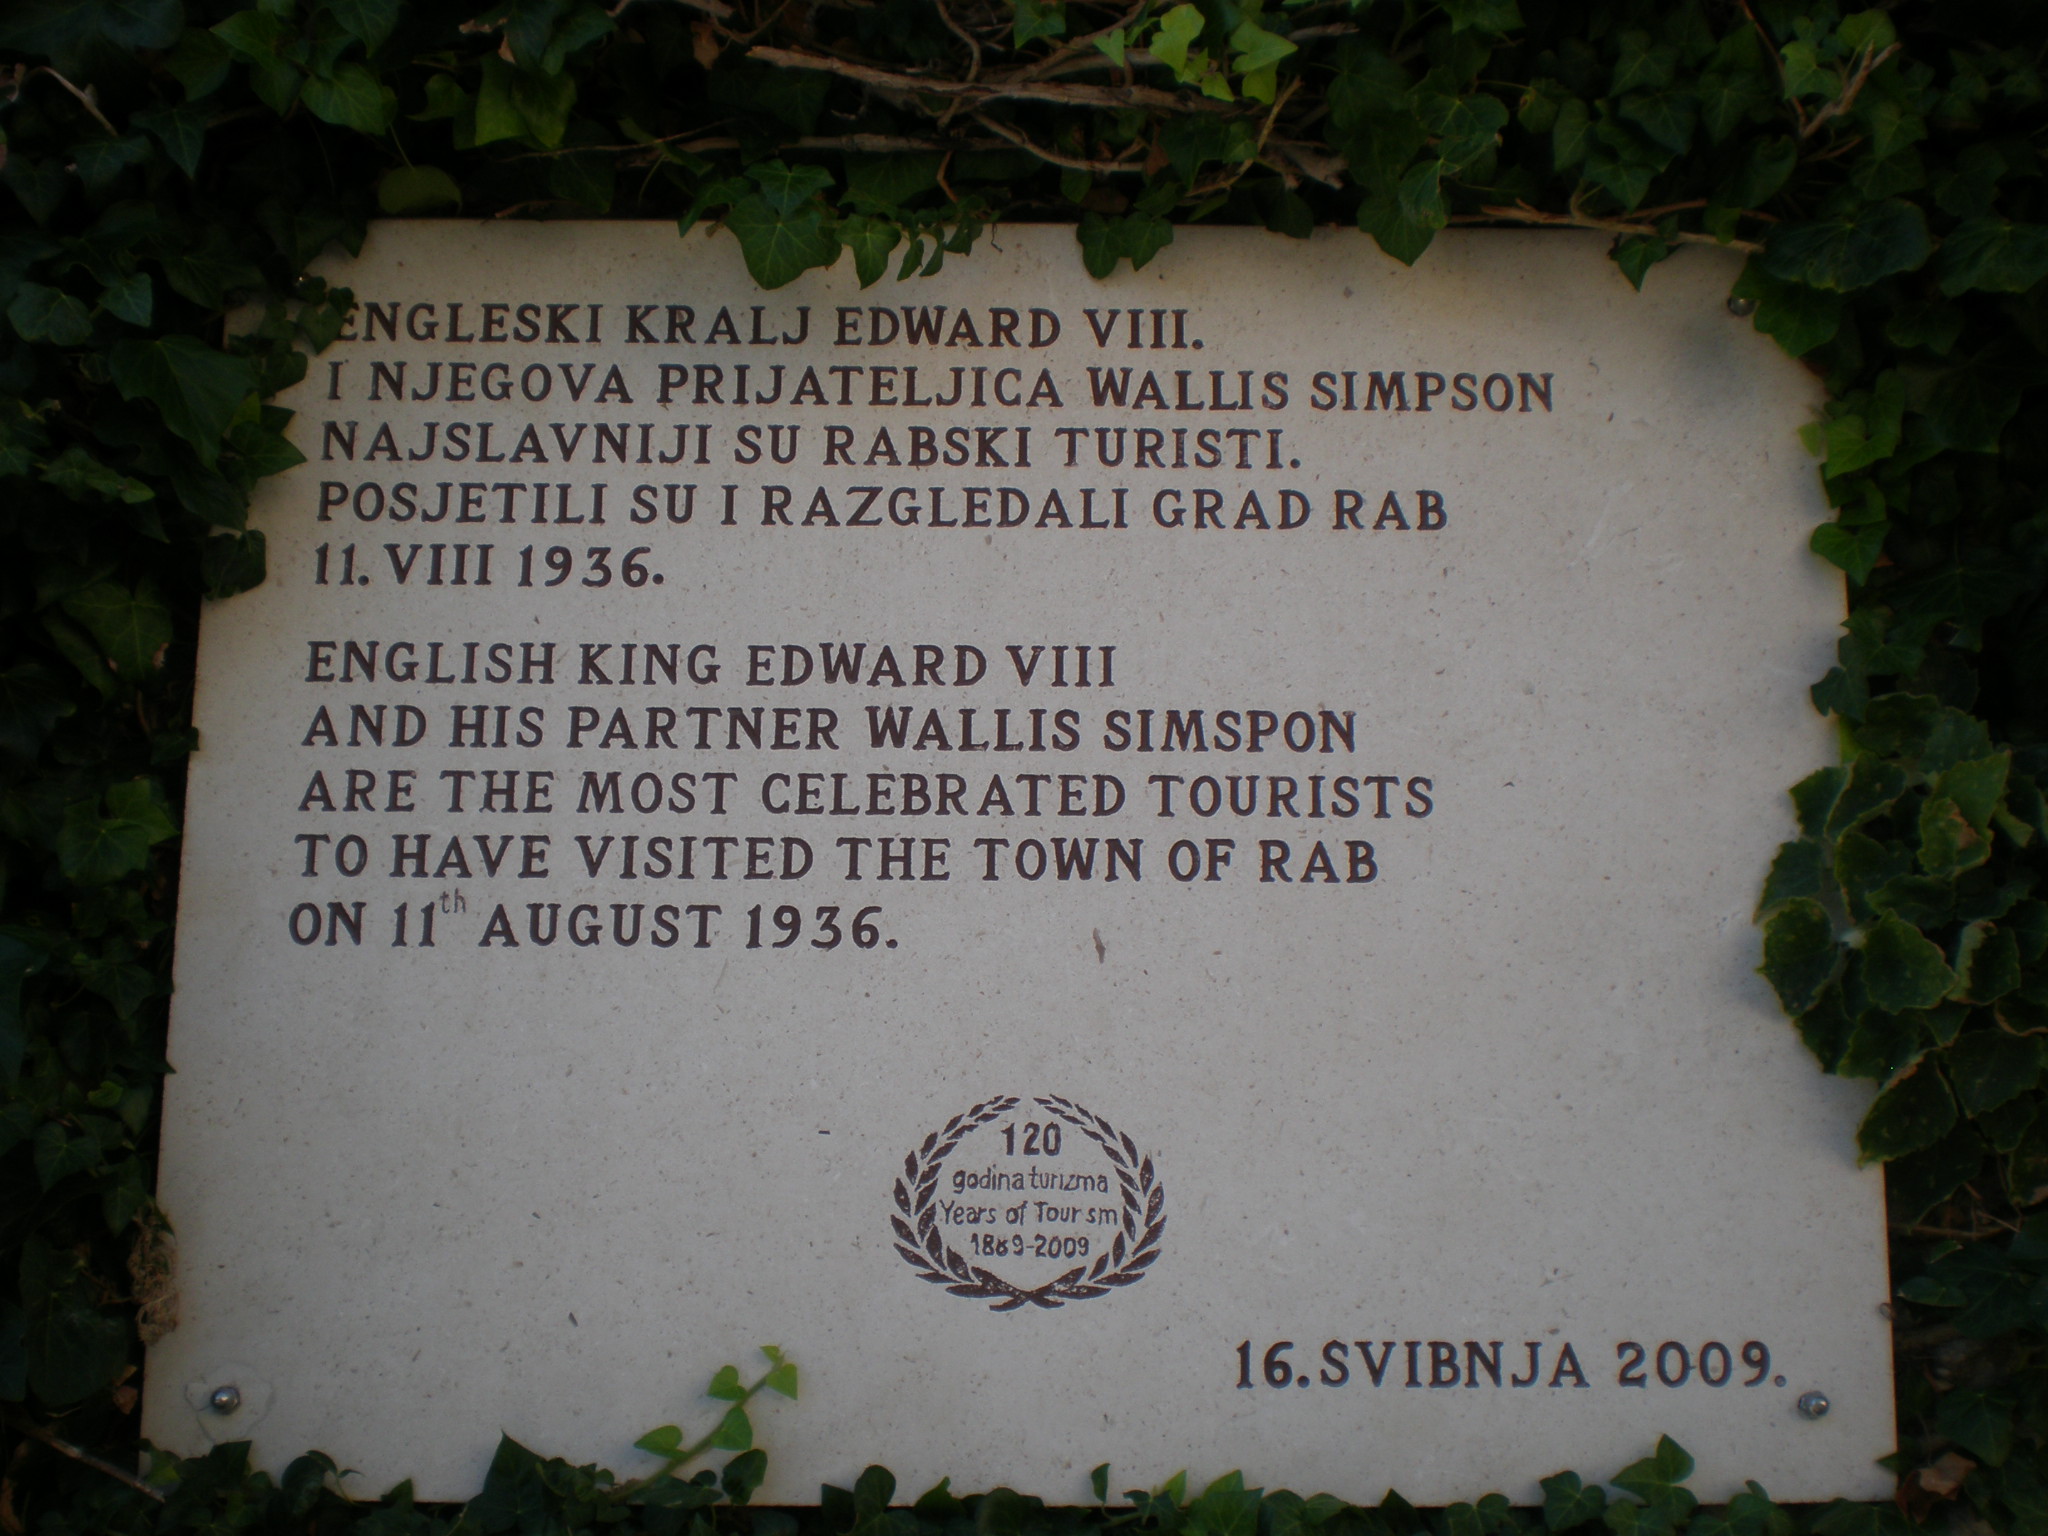 ENGLESKI KRALJ EDWARD VIII.
I NJEGOVA PRIJATELJICA WALLIS SIMPSON
NAJSLAVNIJI SU RABSKI TURISTI.
POSJETILI SU I RAZGLEDALI GRAD RAB
11. VIII 1936.
ENGLISH KING EDWARD VIII
AND HIS PARTNER WALLIS SIMSPON
ARE THE MOST CELEBRATED TOURISTS
TO HAVE VISITED THE TOWN OF RAB
ON 11th AUGUST 1936.
120
godina turizma
Years of Tourism
1889-2009
16. SVIBNJA 2009.